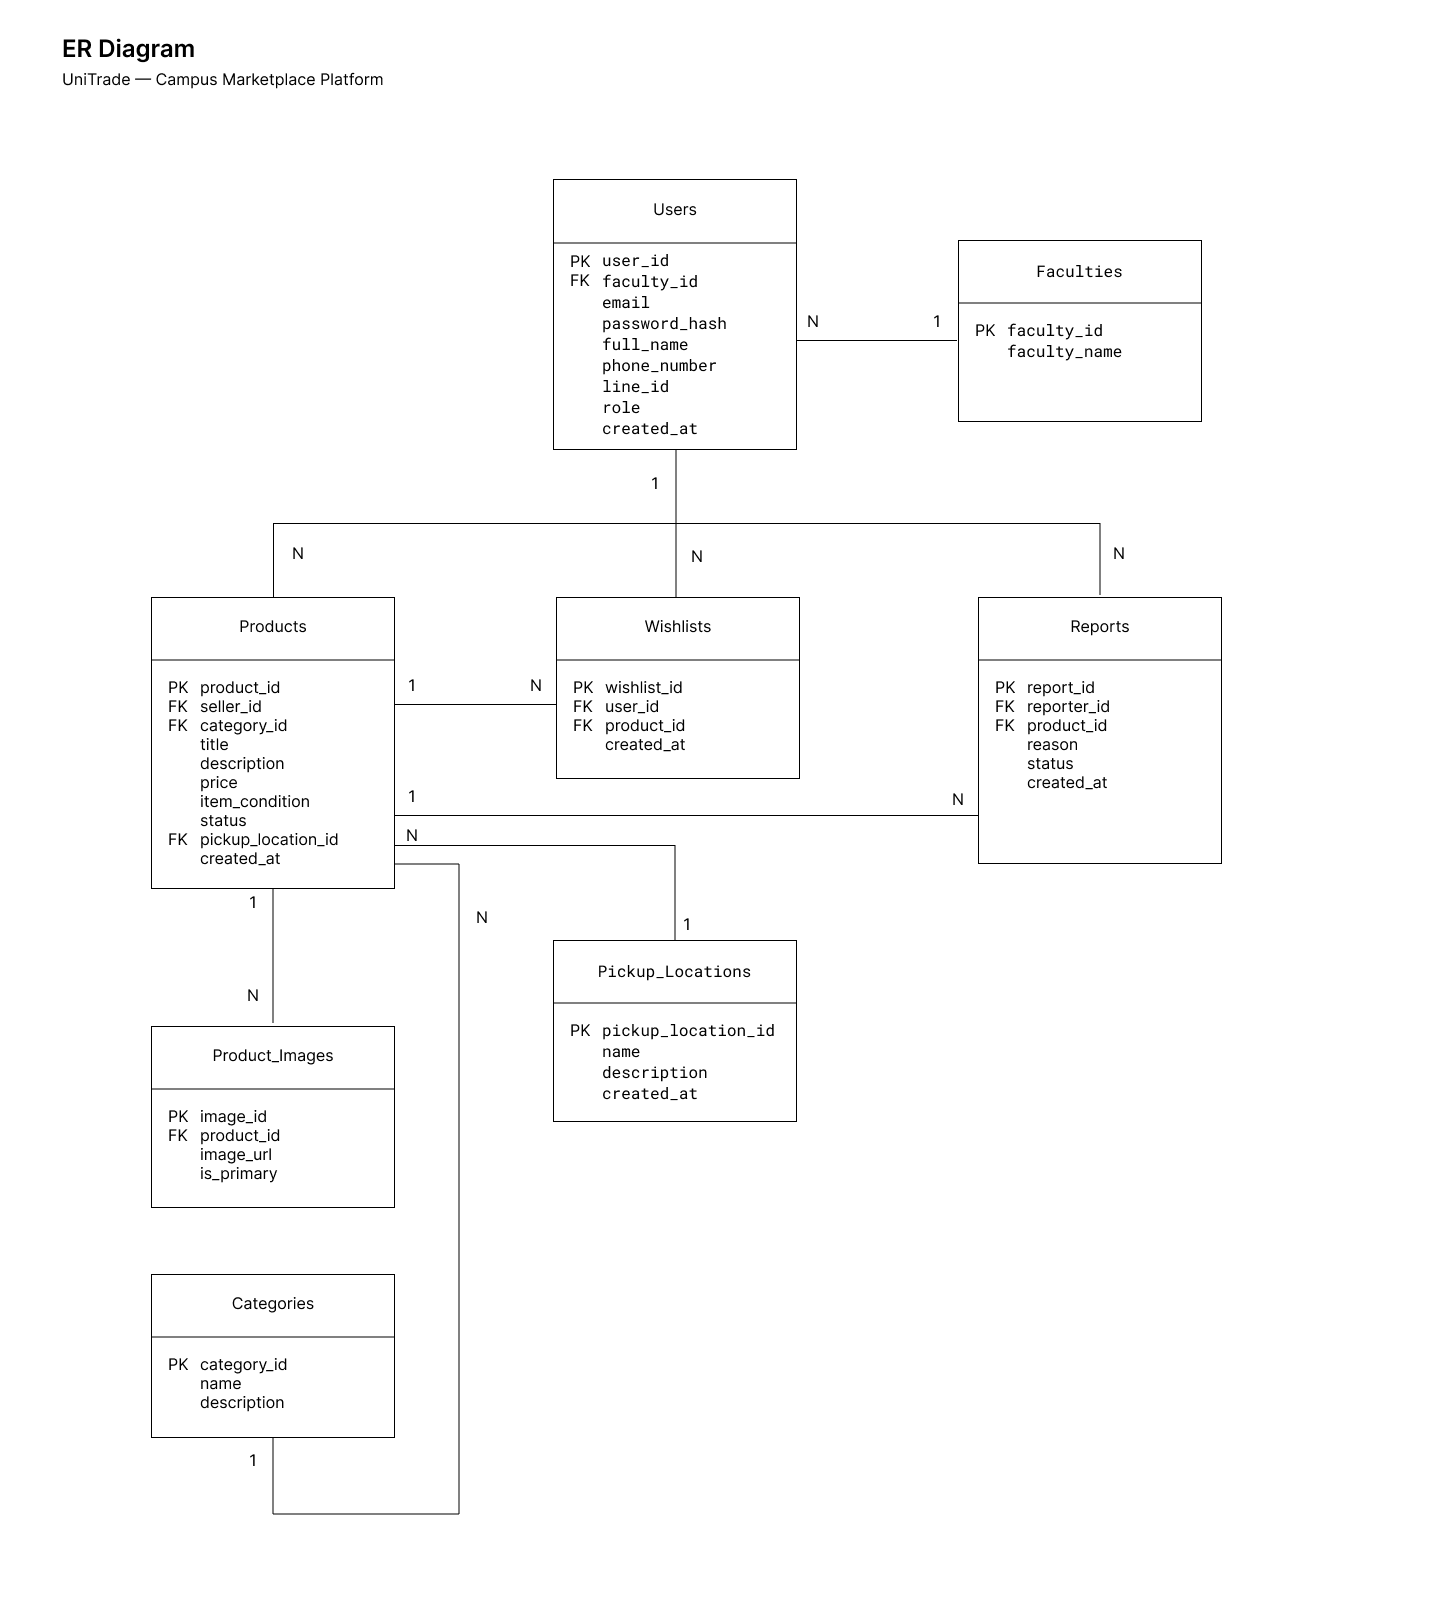 ER Diagram
UniTrade — Campus Marketplace Platform
Users
PK user_id
FK faculty_id
email
password_hash
full_name
phone_number
line_id
role
created_at
Faculties
PK faculty_id
faculty_name
N 1
1
N N N
Products
PK product_id
FK seller_id
FK category_id
title
description
price
item_condition
status
FK pickup_location_id
created_at
1 N
Wishlists
PK wishlist_id
FK user_id
FK product_id
created_at
Reports
PK report_id
FK reporter_id
FK product_id
reason
status
created_at
1 N
N
1
N
1
N
Pickup_Locations
PK pickup_location_id
name
description
created_at
Product_Images
PK image_id
FK product_id
image_url
is_primary
Categories
PK category_id
name
description
1